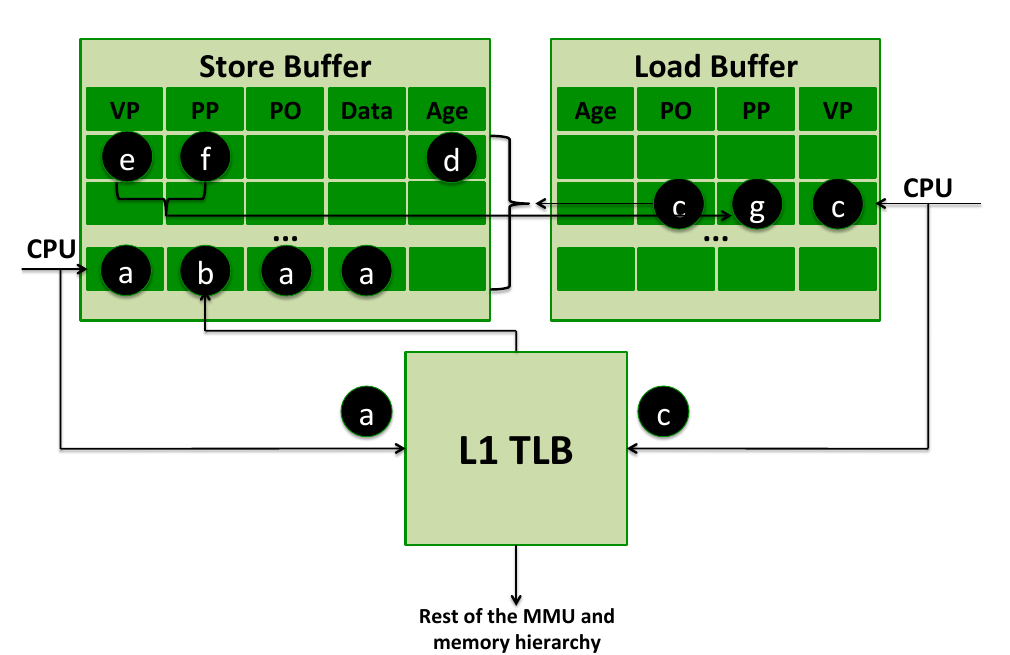 Store Buffer
Load Buffer
VP PP PO Data Age
Age PO PP VP
e f d
c g c
CPU
...
...
CPU
a b a a
a
c
L1 TLB
Rest of the MMU and
memory hierarchy